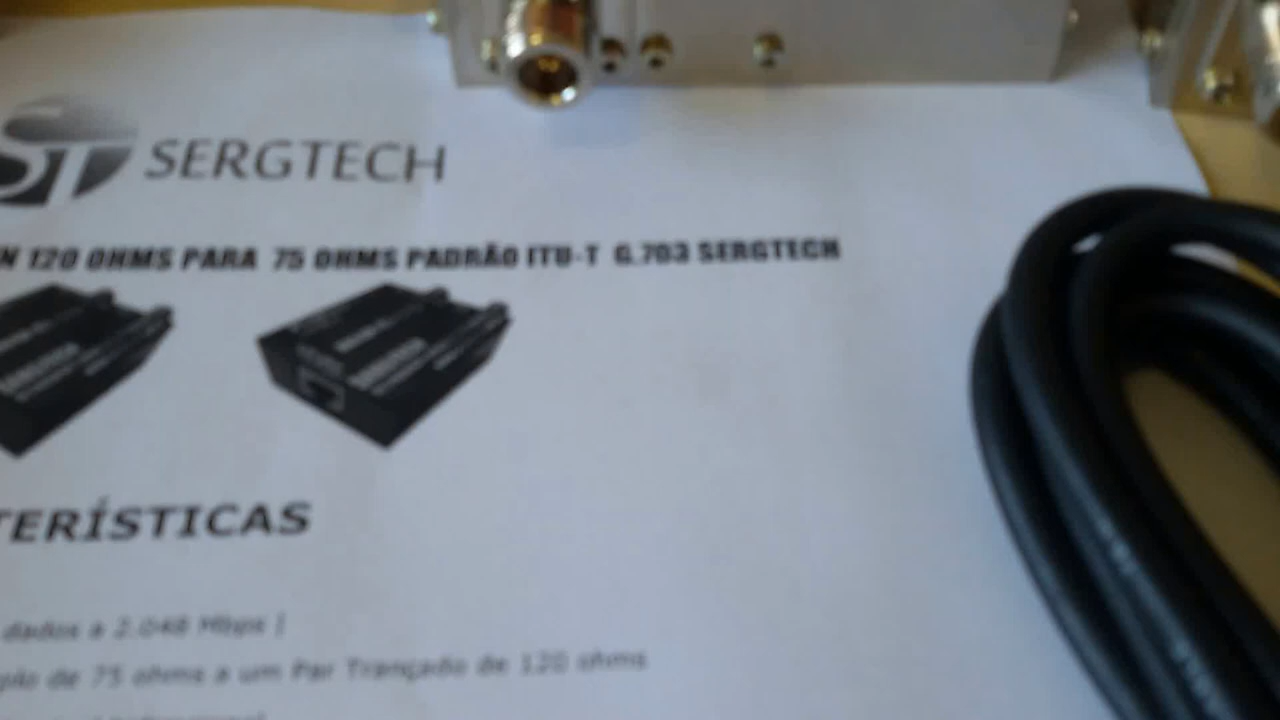 ST SERGTECH
N 120 OHMS PARA 75 OHMS PADRÃO ITU-T G.703 SERGTECH
TERÍSTICAS
dados a 2.048 Mbps |
de 75 ohms a um Par Trançado de 120 ohms